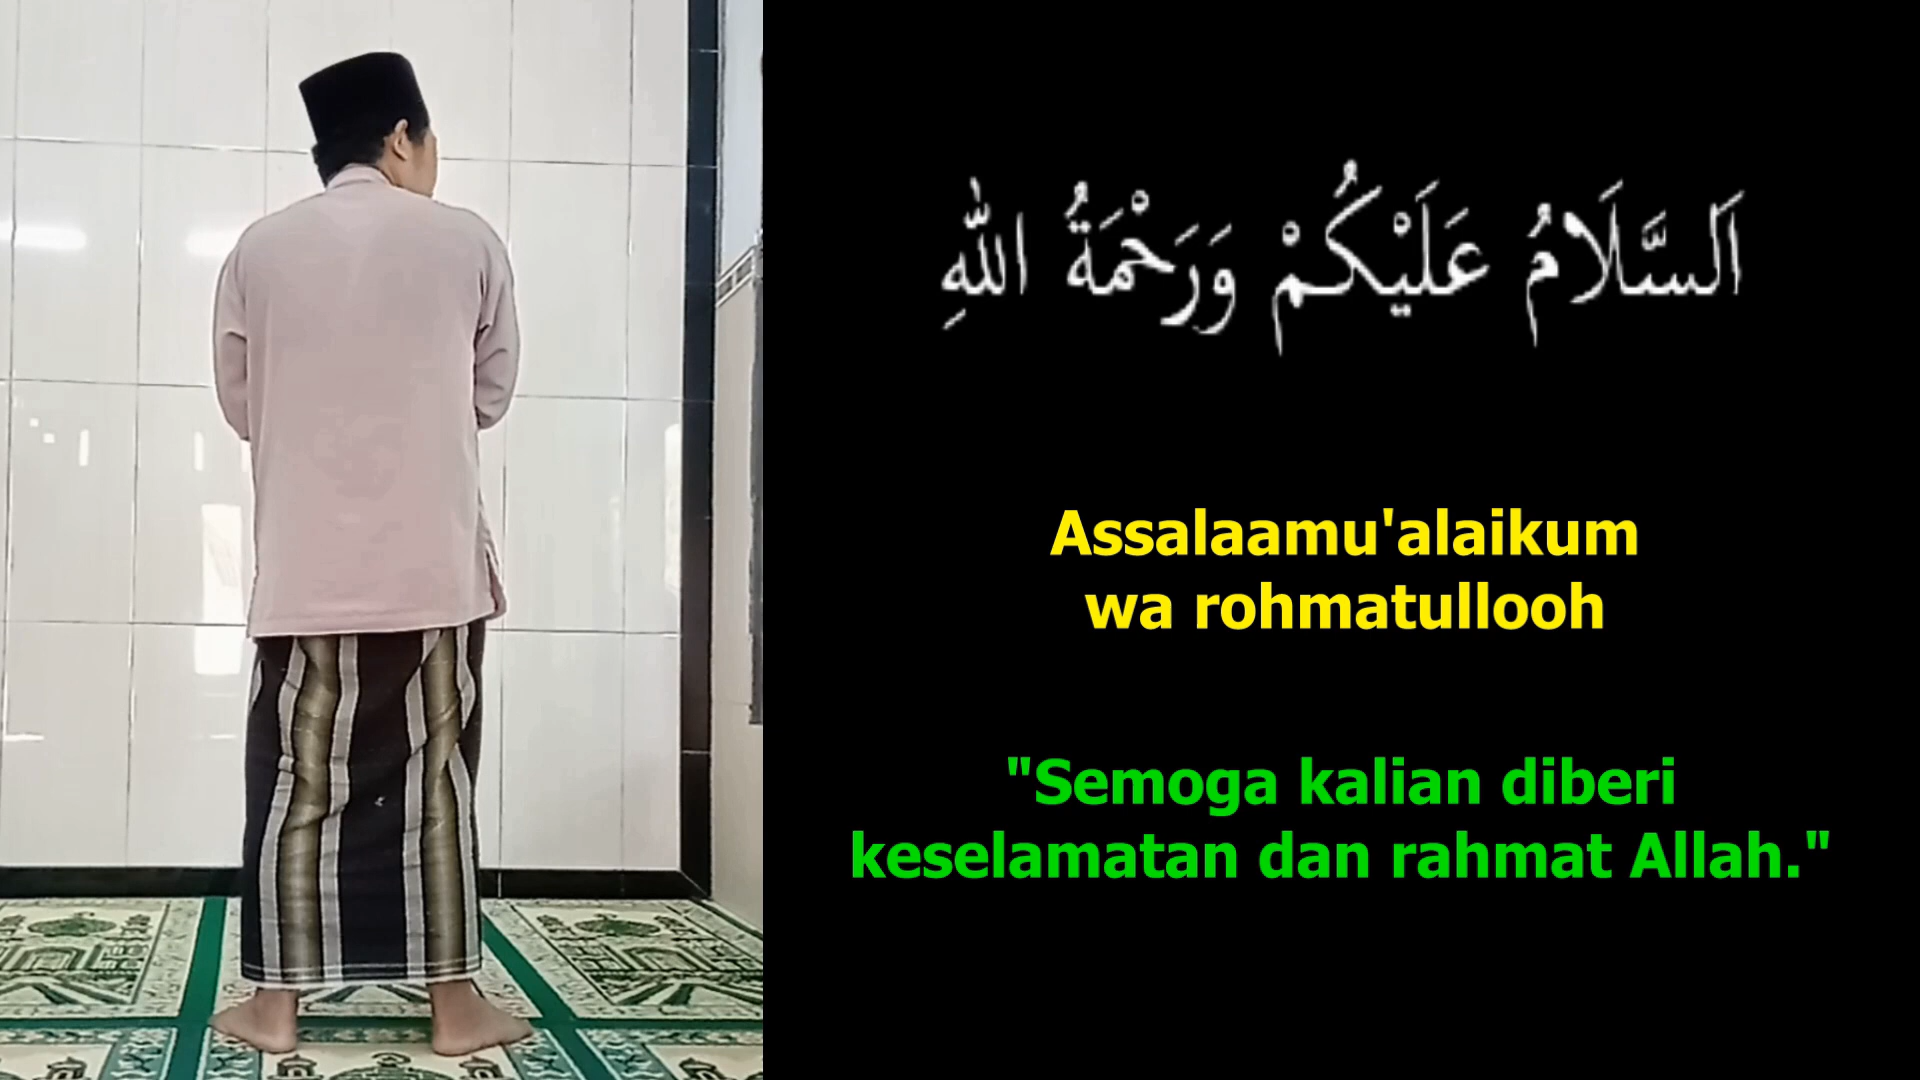 اَلسَّلَامُ عَلَيْكُمْ وَرَحْمَةُ اللهِ
Assalaamu'alaikum
wa rohmatullooh
"Semoga kalian diberi
keselamatan dan rahmat Allah."